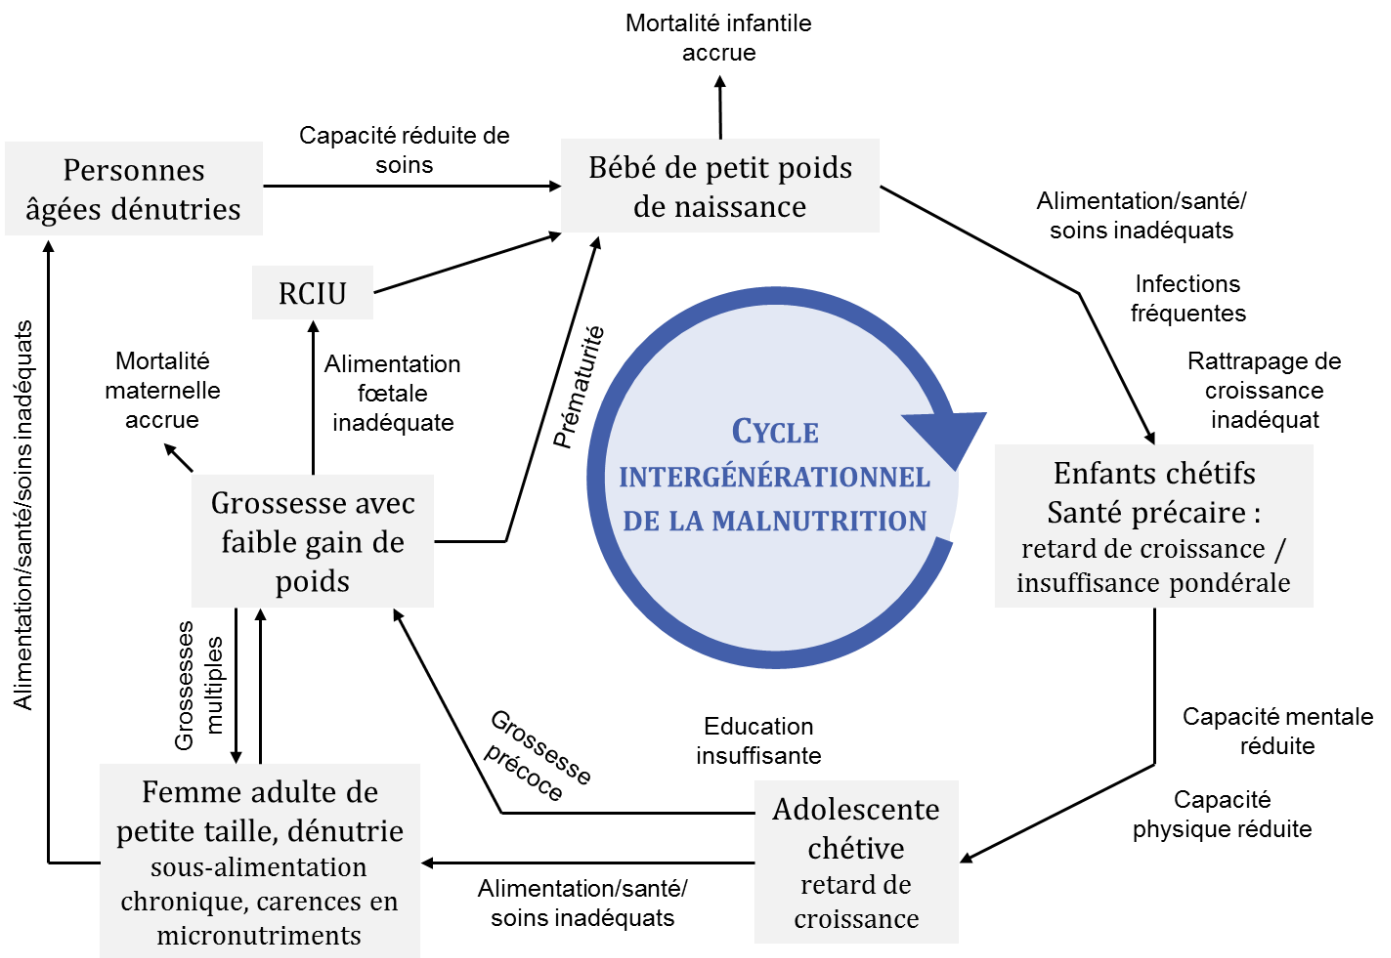 Mortalité infantile
accrue
Capacité réduite de
soins
Personnes
âgées dénutries
Bébé de petit poids
de naissance
Alimentation/santé/
soins inadéquats
RCIU
Infections
fréquentes
Alimentation/santé/soins inadéquats
Mortalité
maternelle
accrue
Alimentation
fœtale
inadéquate
Prématurité
Rattrapage de
croissance
inadéquat
CYCLE
INTERGÉNÉRATIONNEL
DE LA MALNUTRITION
Grossesse avec
faible gain de
poids
Enfants chétifs
Santé précaire :
retard de croissance /
insuffisance pondérale
Grossesses
multiples
Grossesse
précoce
Education
insuffisante
Capacité mentale
réduite
Capacité
physique réduite
Femme adulte de
petite taille, dénutrie
sous-alimentation
chronique, carences en
micronutriments
Alimentation/santé/
soins inadéquats
Adolescente
chétive
retard de
croissance